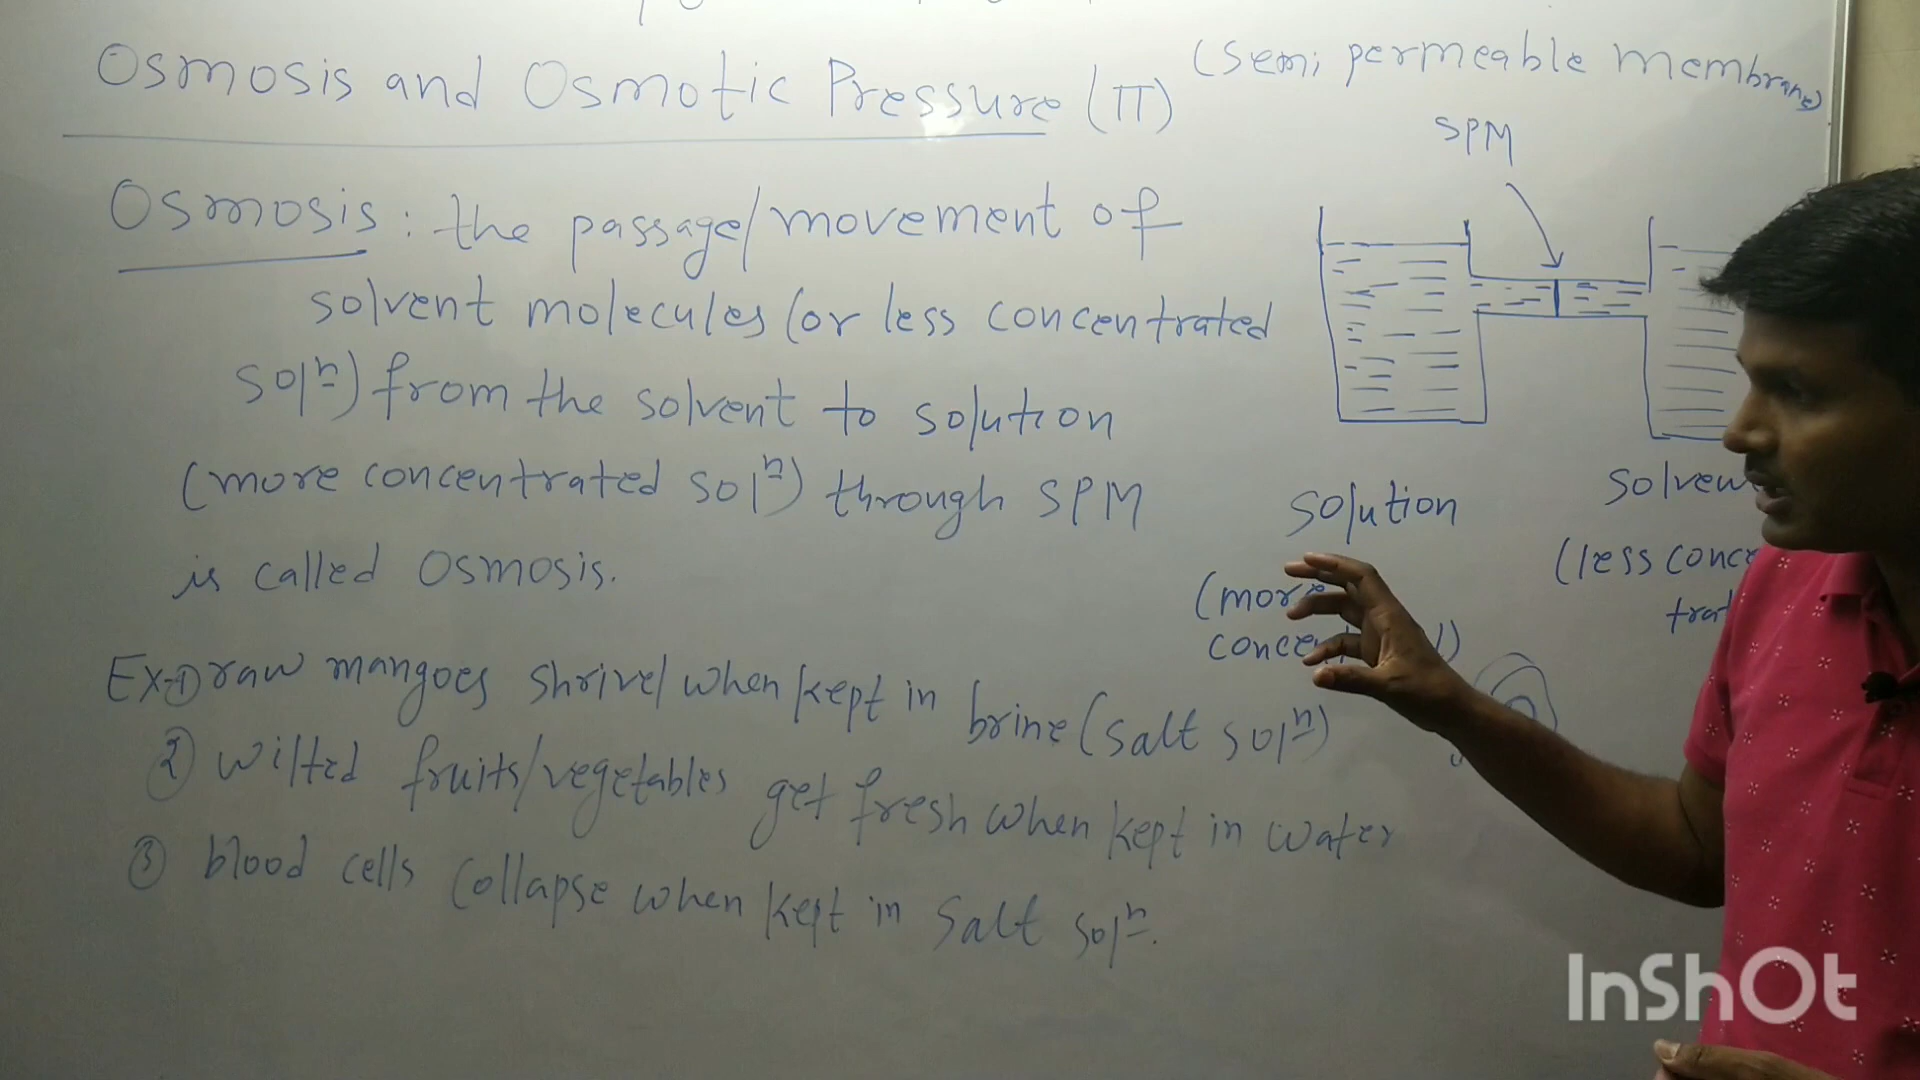 Osmosis and Osmotic Pressure (π)
Osmosis: the passage/movement of
solvent molecules (or less concentrated
solⁿ) from the solvent to solution
(more concentrated solⁿ) through SPM
is called Osmosis.
Ex-① raw mangoes shrivel when kept in brine (salt solⁿ)
② wilted fruits/vegetables get fresh when kept in water
③ blood cells collapse when kept in salt solⁿ.
(semi permeable membrane)
SPM
solution
(more
solven
(less conce
InShOt